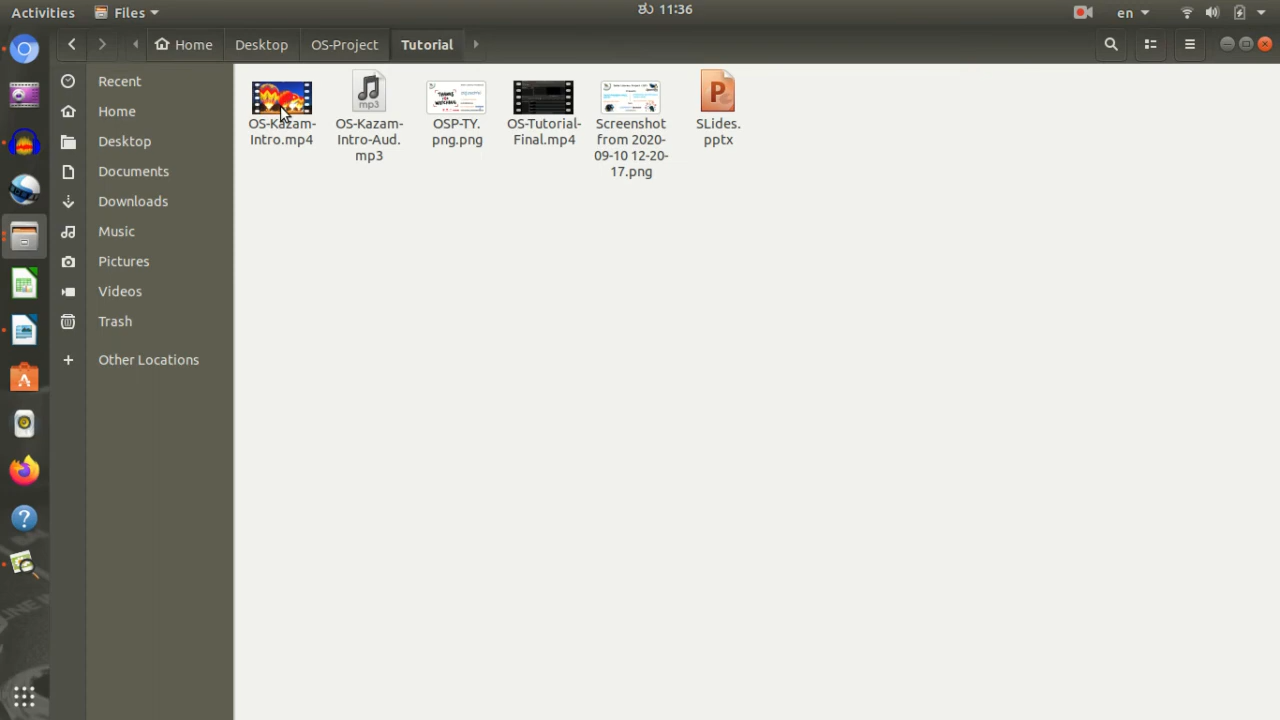 Activities Files ಶು 11:36 en
Home Desktop OS-Project Tutorial
Recent
Home
Desktop
Documents
Downloads
Music
Pictures
Videos
Trash
Other Locations
OS-Kazam-
Intro.mp4
mp3
OS-Kazam-
Intro-Aud.
mp3
OSP-TY.
png.png
OS-Tutorial-
Final.mp4
Screenshot
from 2020-
09-10 12-20-
17.png
P
SLides.
pptx